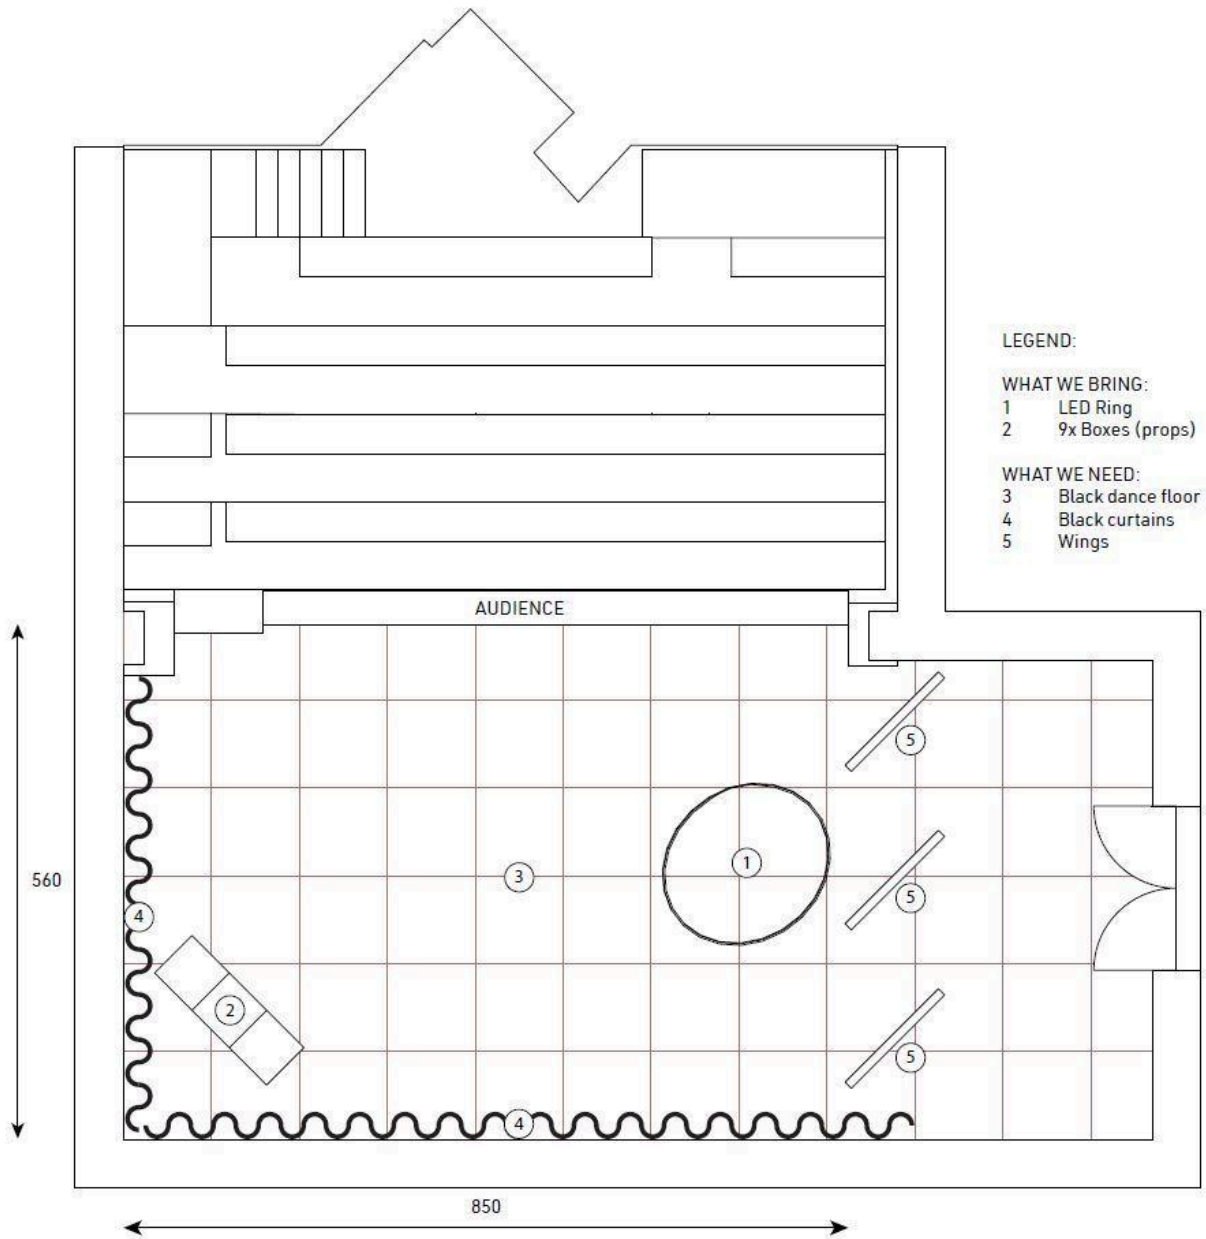 LEGEND:
WHAT WE BRING:
1 LED Ring
2 9x Boxes (props)
WHAT WE NEED:
3 Black dance floor
4 Black curtains
5 Wings
AUDIENCE
5
1
3
560
5
4
2
5
4
850